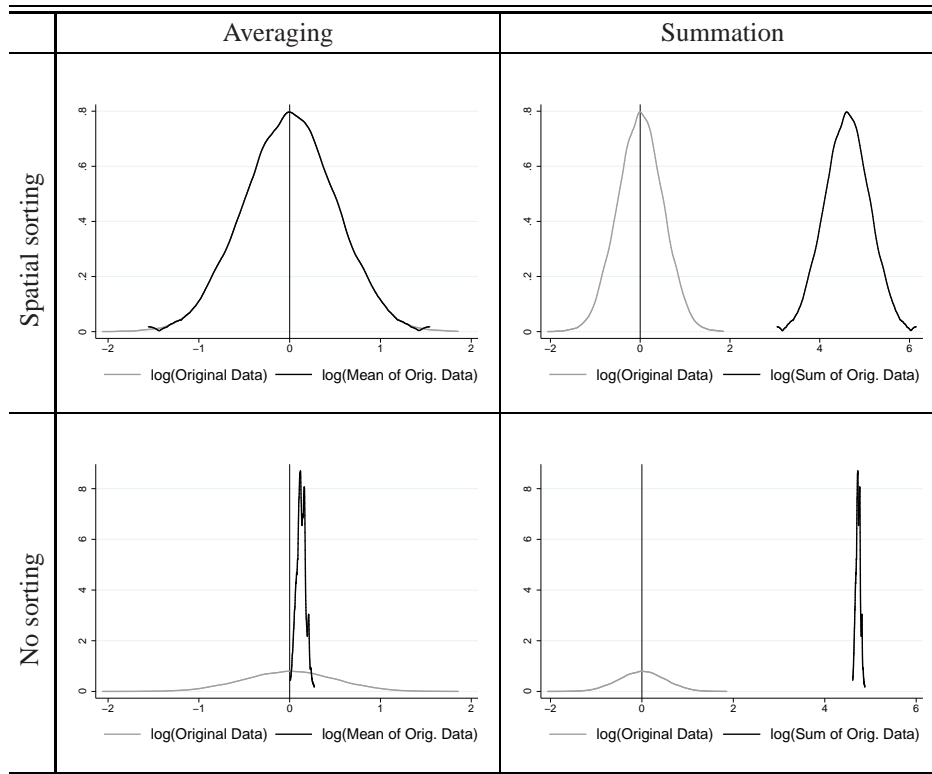 Averaging
Summation
Spatial sorting
.8
.6
.4
.2
0
−2 −1 0 1 2
log(Original Data) log(Mean of Orig. Data)
.8
.6
.4
.2
0
−2 0 2 4 6
log(Original Data) log(Sum of Orig. Data)
No sorting
8
6
4
2
0
−2 −1 0 1 2
log(Original Data) log(Mean of Orig. Data)
8
6
4
2
0
−2 0 2 4 6
log(Original Data) log(Sum of Orig. Data)